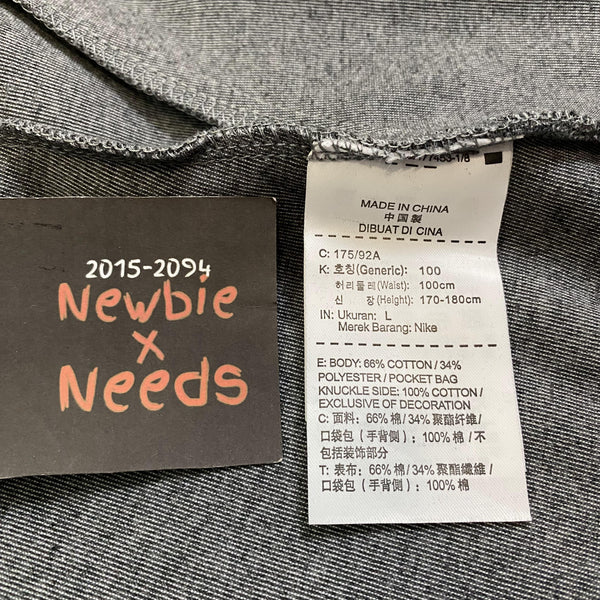 2015-2094
Newbie
x
Needs
77453-1/8
MADE IN CHINA
中國製
DIBUAT DI CINA
C: 175/92A
K: 호칭(Generic): 100
허리둘레(Waist): 100cm
신 장(Height): 170-180cm
IN: Ukuran: L
Merek Barang: Nike
E: BODY: 66% COTTON / 34%
POLYESTER / POCKET BAG
KNUCKLE SIDE: 100% COTTON /
EXCLUSIVE OF DECORATION
C: 面料: 66% 棉/ 34% 聚酯纤维/
口袋包 (手背侧) : 100% 棉 / 不
包括装饰部分
T: 表布: 66% 棉 / 34% 聚酯纖維 /
口袋包 (手背側) : 100% 棉